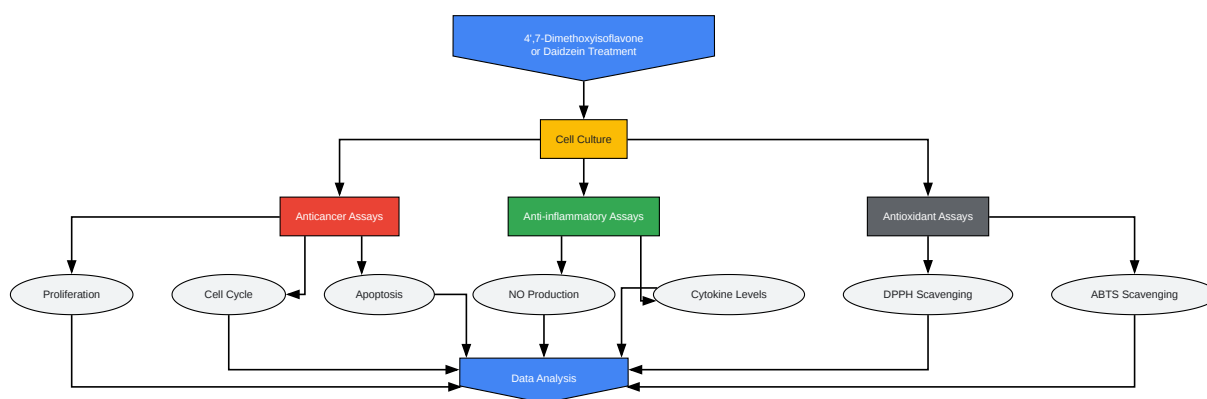 4',7-Dimethoxyisoflavone
or Daidzein Treatment
Cell Culture
Anticancer Assays
Anti-inflammatory Assays
Antioxidant Assays
Proliferation
Cell Cycle
Apoptosis
NO Production
Cytokine Levels
DPPH Scavenging
ABTS Scavenging
Data Analysis